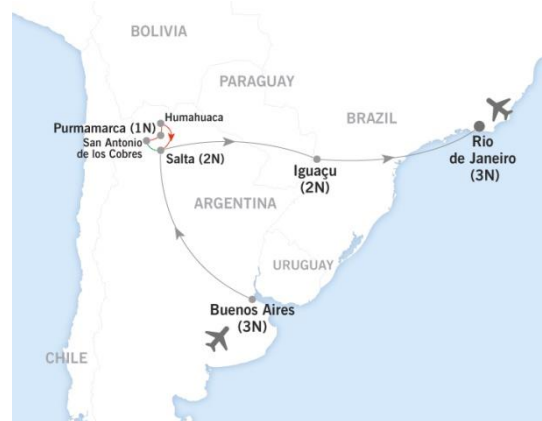 BOLIVIA
PARAGUAY
Humahuaca
Purmamarca (1N)
San Antonio
de los Cobres
Salta (2N)
BRAZIL
Rio
de Janeiro
(3N)
Iguaçu
(2N)
ARGENTINA
URUGUAY
Buenos Aires
(3N)
CHILE